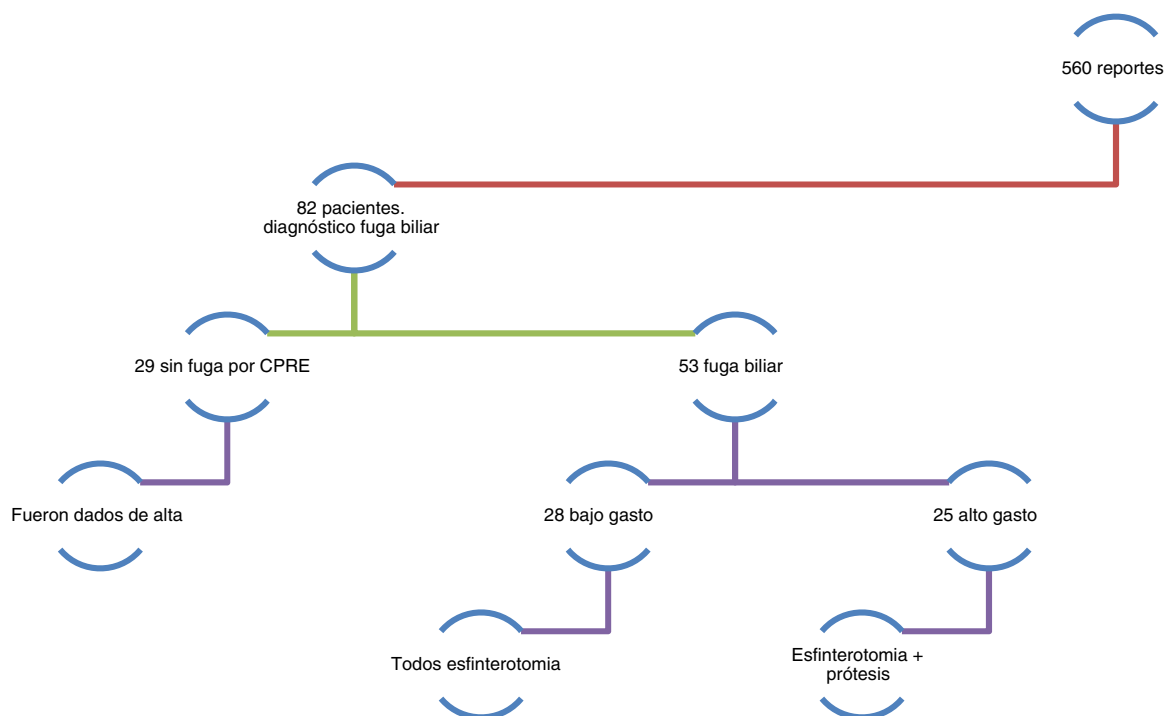 560 reportes
82 pacientes.
diagnóstico fuga biliar
29 sin fuga por CPRE
53 fuga biliar
Fueron dados de alta
28 bajo gasto
25 alto gasto
Todos esfinterotomia
Esfinterotomia +
prótesis